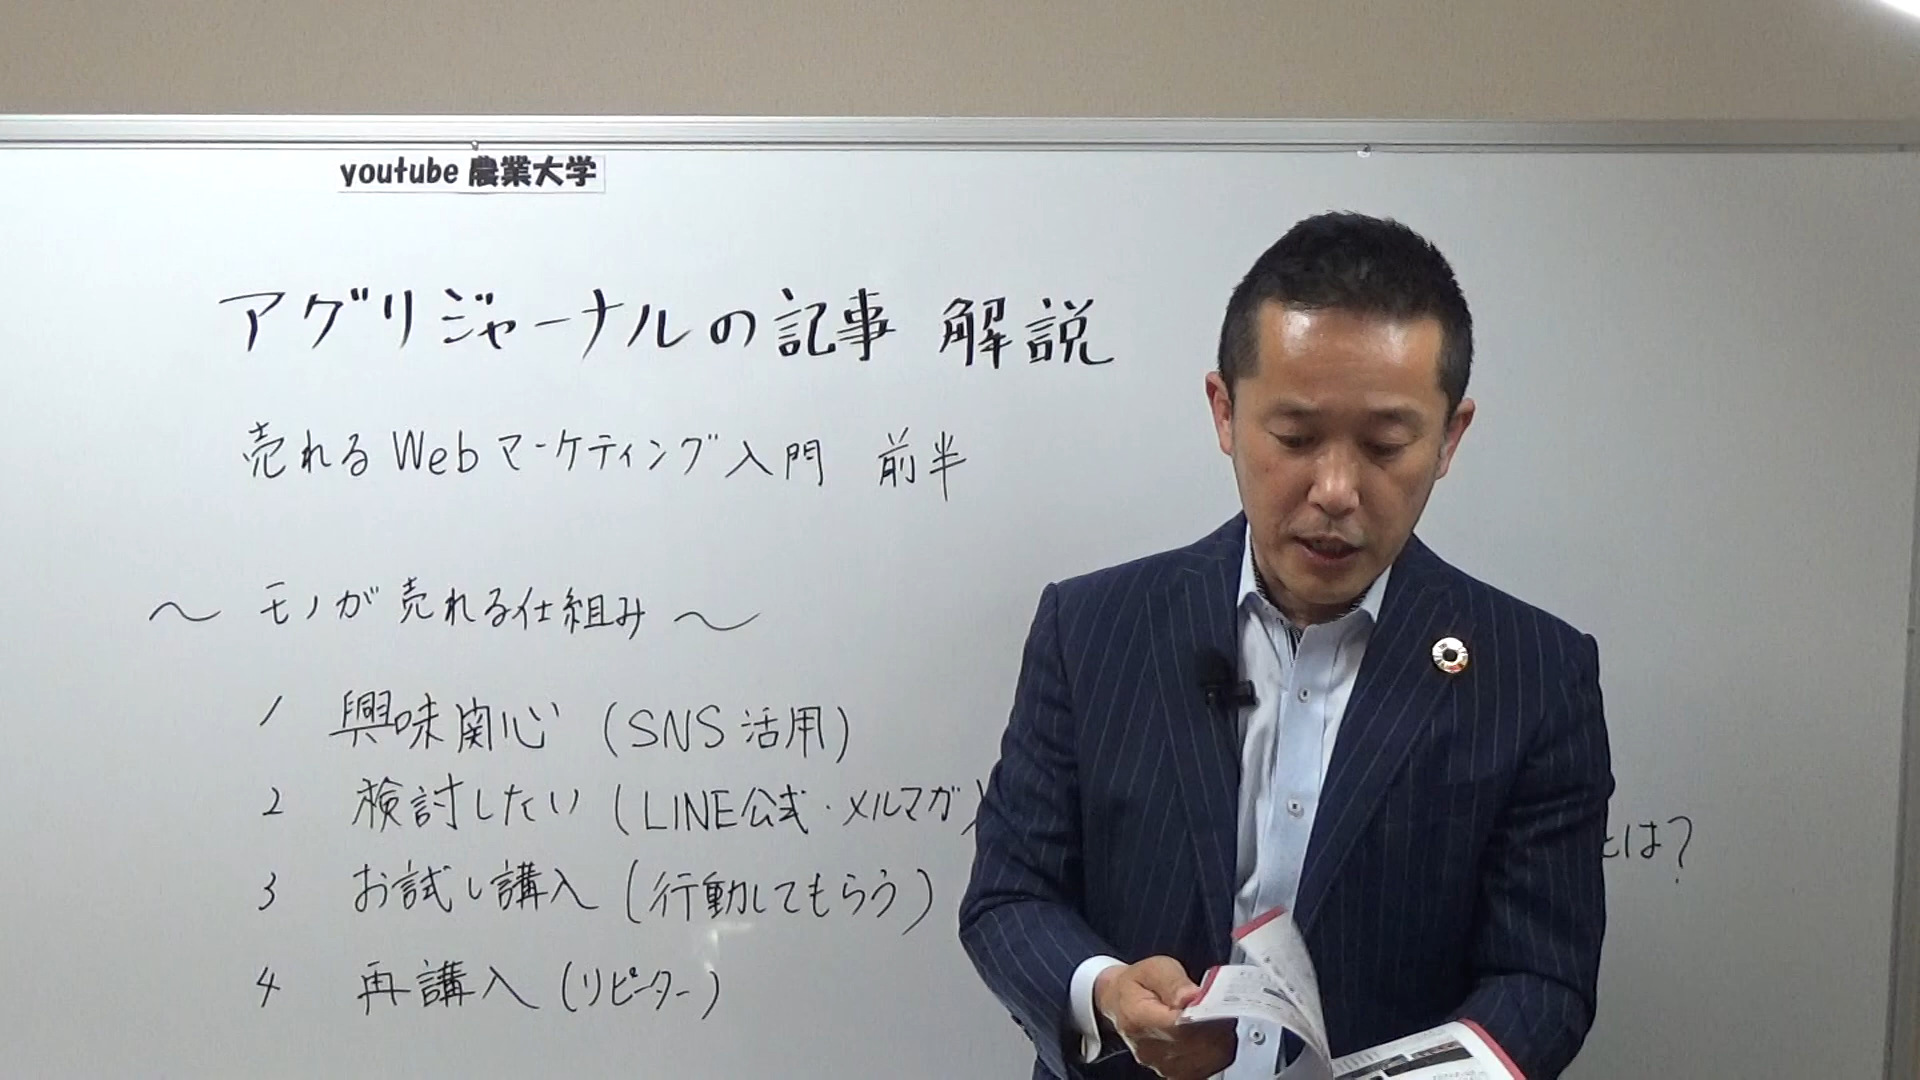 youtube 農業大学
アグリジャーナルの記事 解説
売れるWebマーケティング入門 前半
〜 モノが売れる仕組み 〜
1 興味関心 (SNS活用)
2 検討したい (LINE公式・メルマガ)
とは?
3 お試し講入 (行動してもらう)
4 再講入 (リピーター)